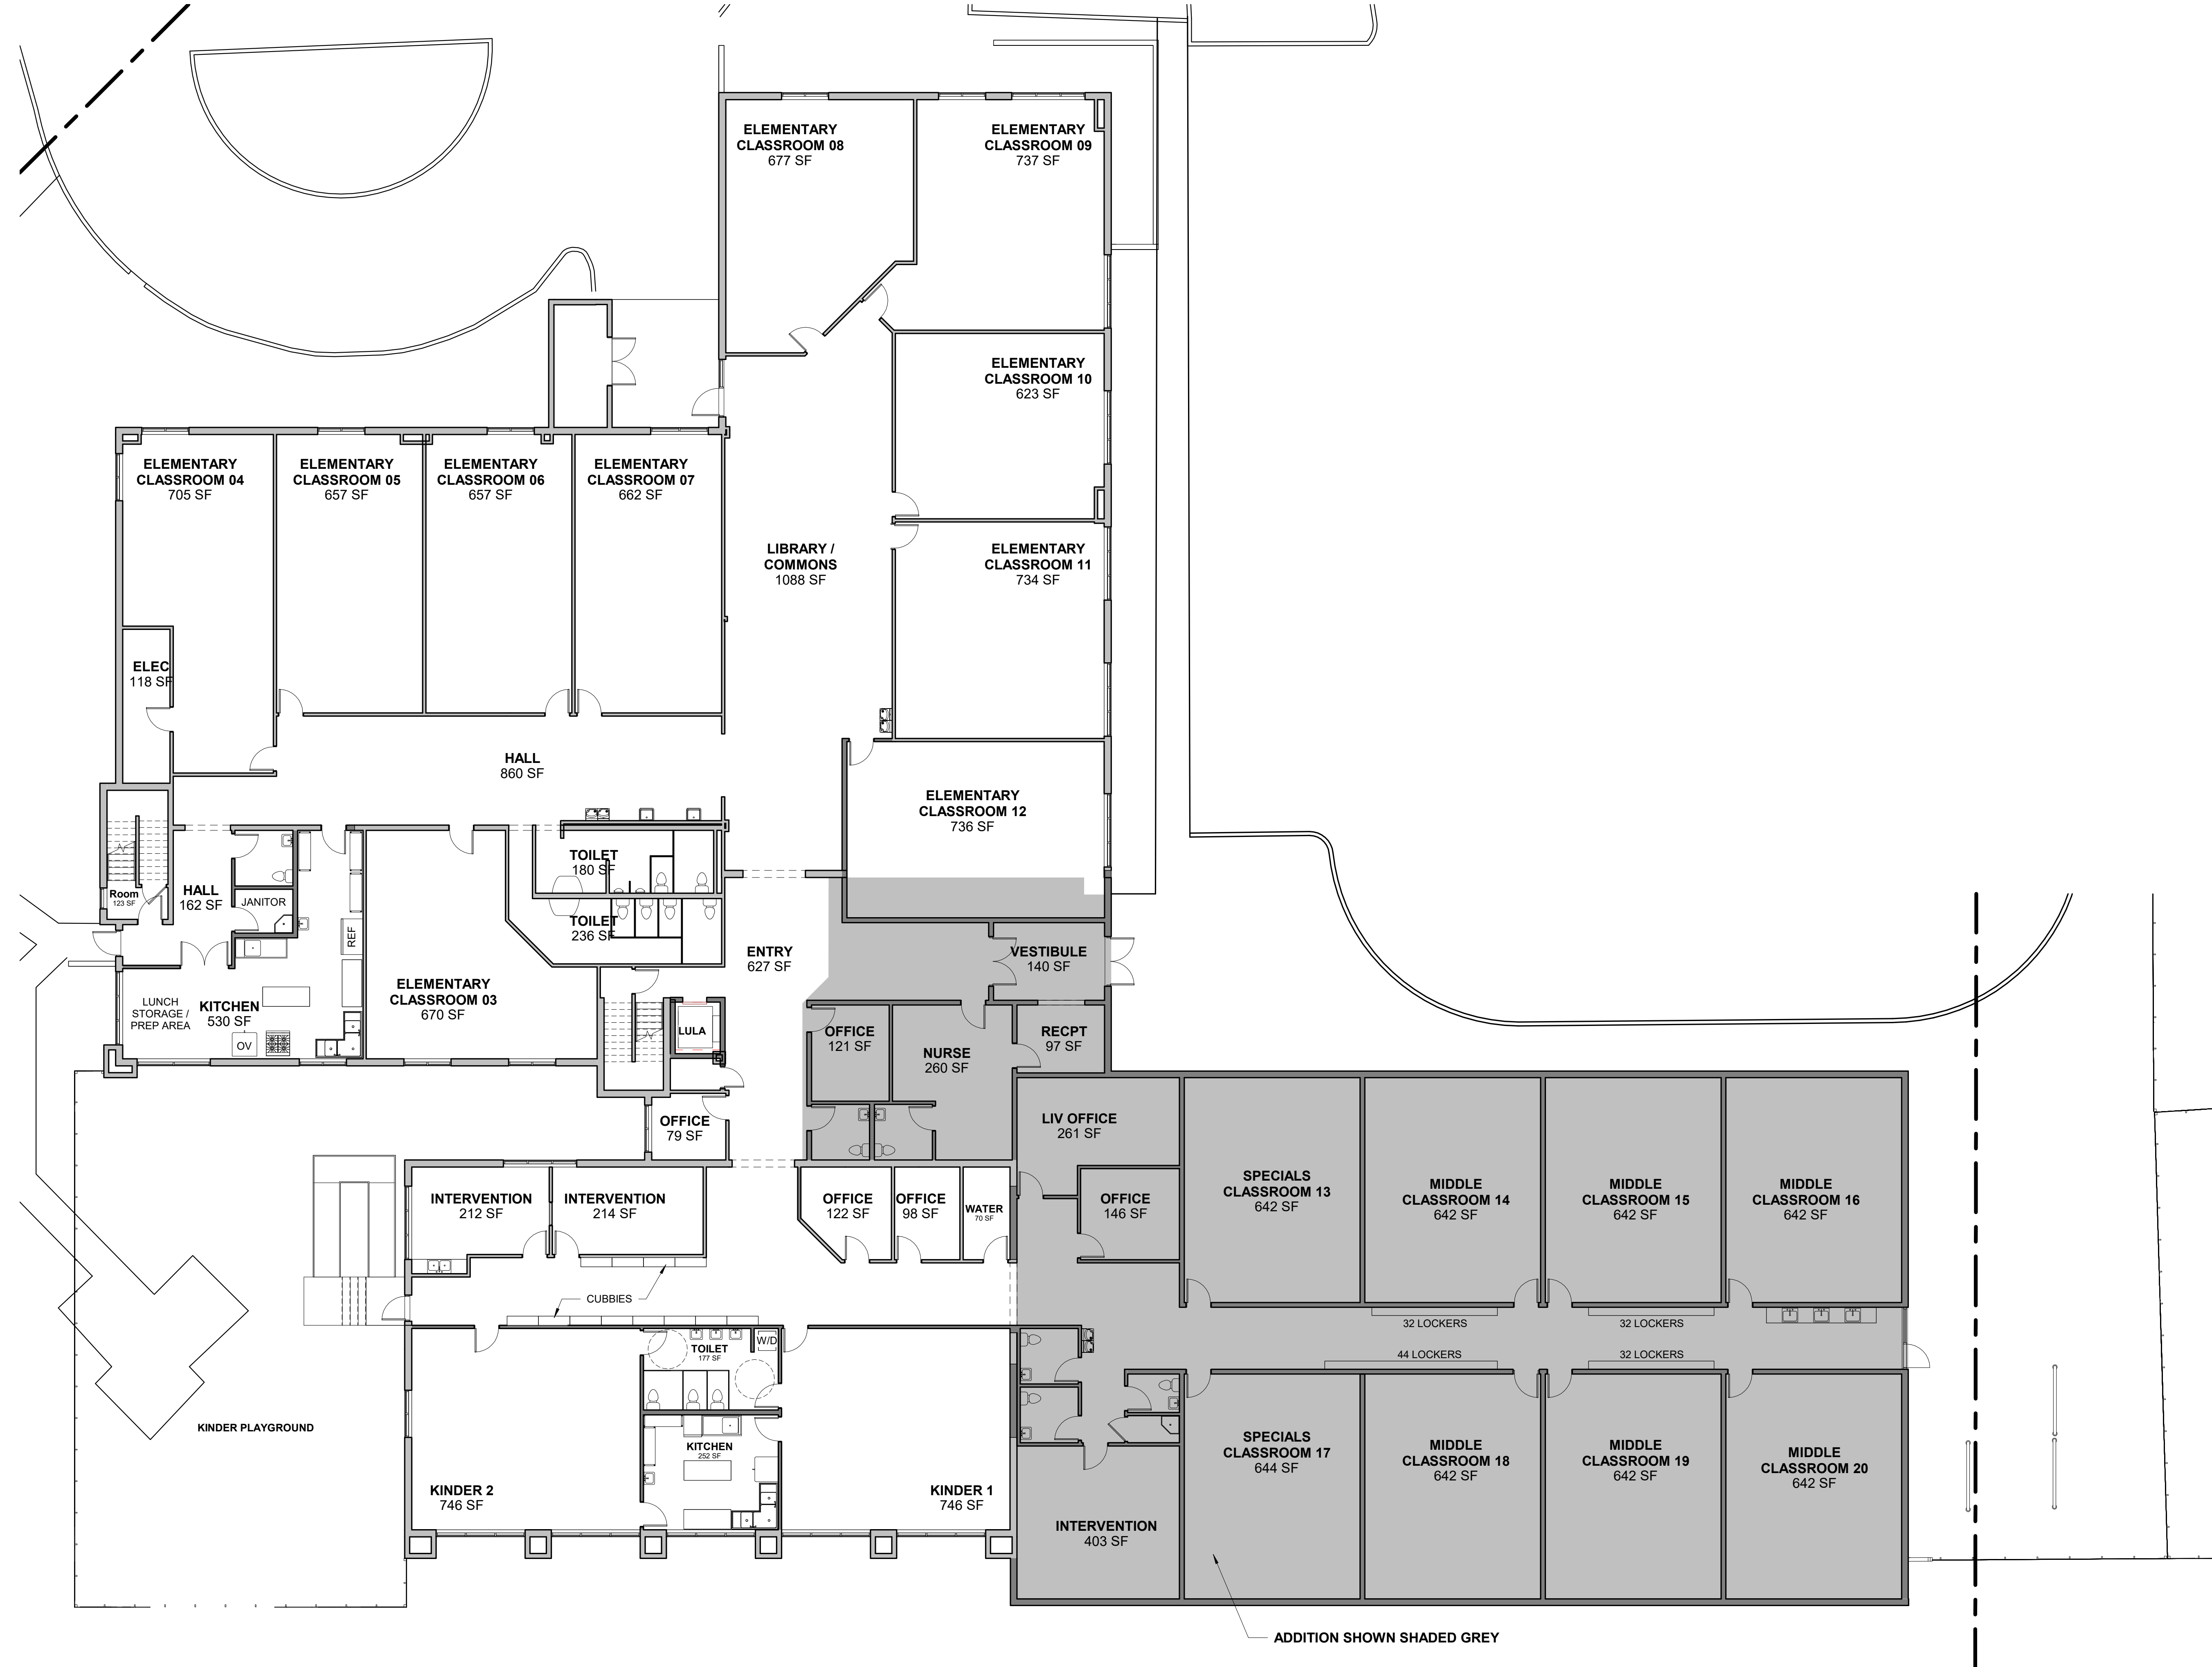 ELEMENTARY
CLASSROOM 08
677 SF
ELEMENTARY
CLASSROOM 09
737 SF
ELEMENTARY
CLASSROOM 10
623 SF
ELEMENTARY
CLASSROOM 04
705 SF
ELEMENTARY
CLASSROOM 05
657 SF
ELEMENTARY
CLASSROOM 06
657 SF
ELEMENTARY
CLASSROOM 07
662 SF
LIBRARY /
COMMONS
1088 SF
ELEMENTARY
CLASSROOM 11
734 SF
ELEC
118 SF
HALL
860 SF
ELEMENTARY
CLASSROOM 12
736 SF
TOILET
180 SF
Room
123 SF
HALL
162 SF
JANITOR
REF
TOILET
236 SF
ENTRY
627 SF
VESTIBULE
140 SF
LUNCH
STORAGE /
PREP AREA
KITCHEN
530 SF
OV
ELEMENTARY
CLASSROOM 03
670 SF
LULA
OFFICE
121 SF
NURSE
260 SF
RECPT
97 SF
OFFICE
79 SF
LIV OFFICE
261 SF
INTERVENTION
212 SF
INTERVENTION
214 SF
OFFICE
122 SF
OFFICE
98 SF
WATER
70 SF
OFFICE
146 SF
SPECIALS
CLASSROOM 13
642 SF
MIDDLE
CLASSROOM 14
642 SF
MIDDLE
CLASSROOM 15
642 SF
MIDDLE
CLASSROOM 16
642 SF
CUBBIES
32 LOCKERS
32 LOCKERS
44 LOCKERS
32 LOCKERS
TOILET
177 SF
W/D
KINDER PLAYGROUND
KITCHEN
252 SF
KINDER 2
746 SF
KINDER 1
746 SF
SPECIALS
CLASSROOM 17
644 SF
MIDDLE
CLASSROOM 18
642 SF
MIDDLE
CLASSROOM 19
642 SF
MIDDLE
CLASSROOM 20
642 SF
INTERVENTION
403 SF
ADDITION SHOWN SHADED GREY